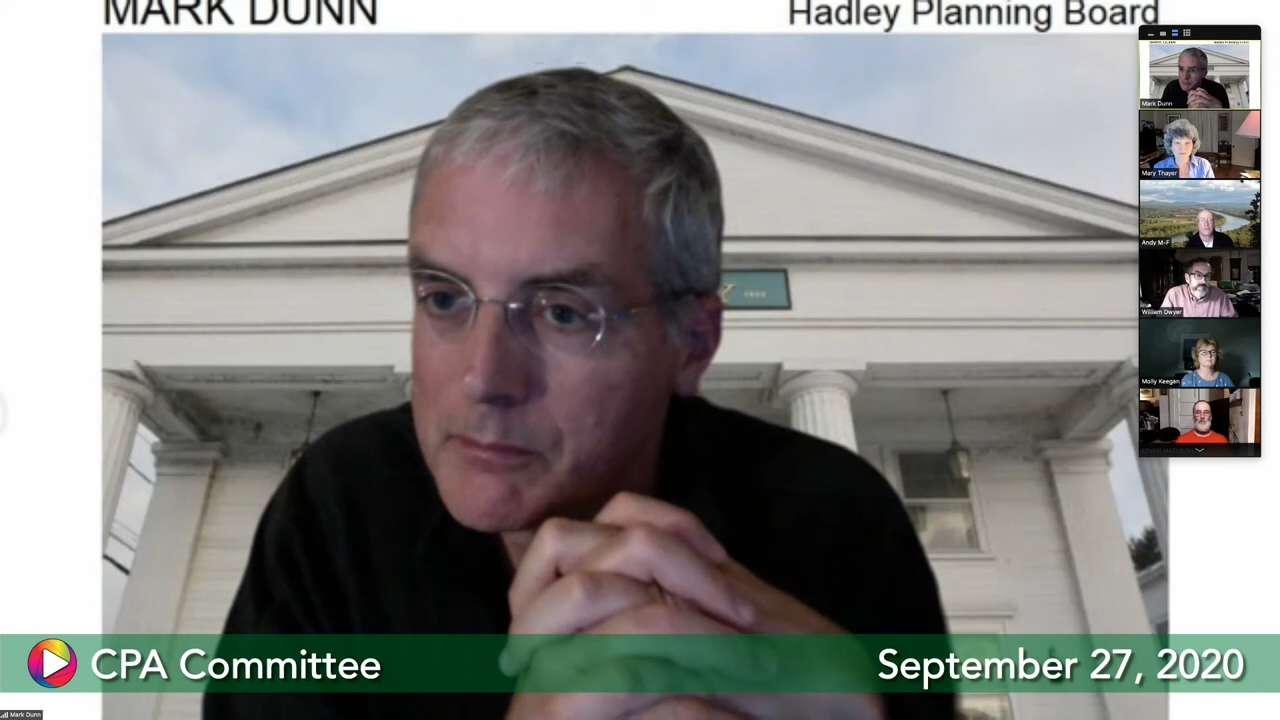 MARK DUNN
Hadley Planning Board
Mark Dunn
Mary Thayer
Andy M-F
William Dwyer
Molly Keegan
CPA Committee
September 27, 2020
Mark Dunn